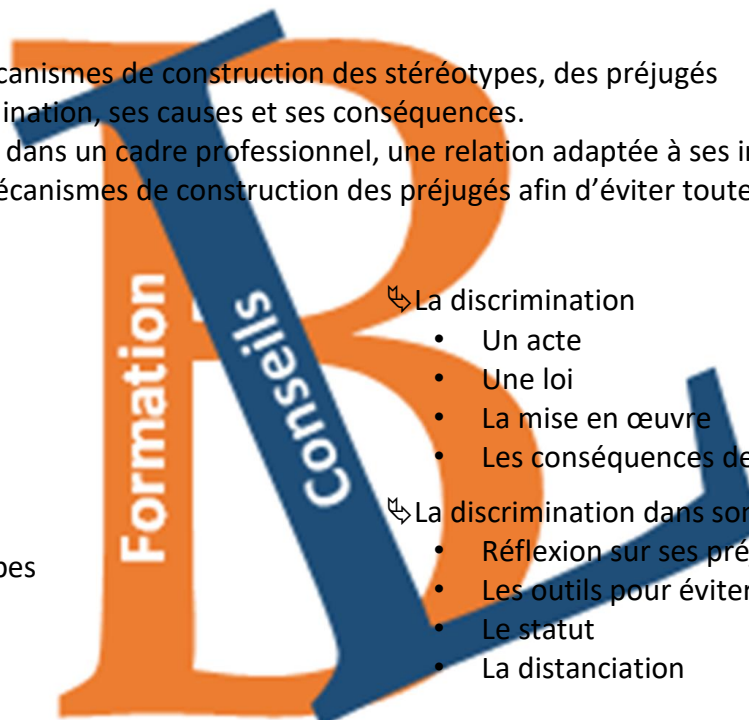 canismes de construction des stéréotypes, des préjugés
ination, ses causes et ses conséquences.
dans un cadre professionnel, une relation adaptée à ses i
écanismes de construction des préjugés afin d’éviter toute
Formation
Conseils
La discrimination
• Un acte
• Une loi
• La mise en œuvre
• Les conséquences de
La discrimination dans son
• Réflexion sur ses pré
pes
• Les outils pour éviter
• Le statut
• La distanciation